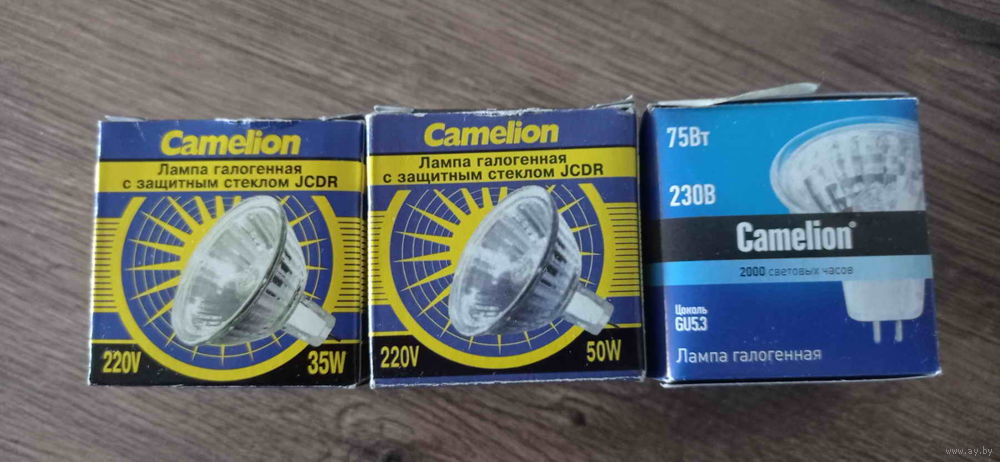 Camelion
Лампа галогенная
с защитным стеклом JCDR
220V 35W
Camelion
Лампа галогенная
с защитным стеклом JCDR
220V 50W
75Вт
230В
Camelion®
2000 световых часов
Цоколь
GU5.3
Лампа галогенная
www.ay.by